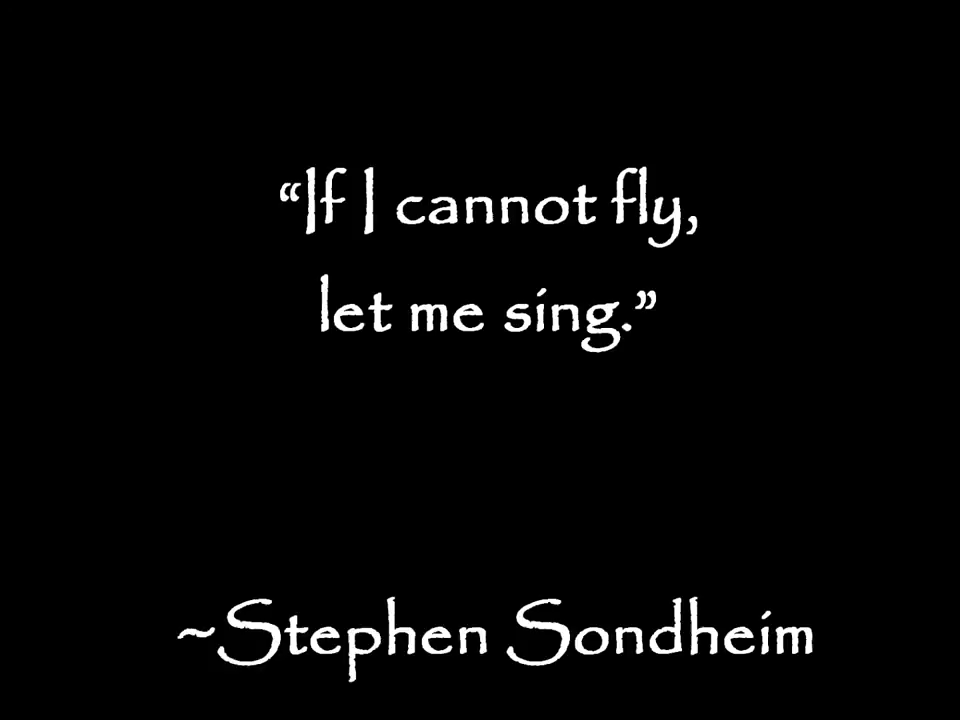 “If I cannot fly,
let me sing.”
~Stephen Sondheim